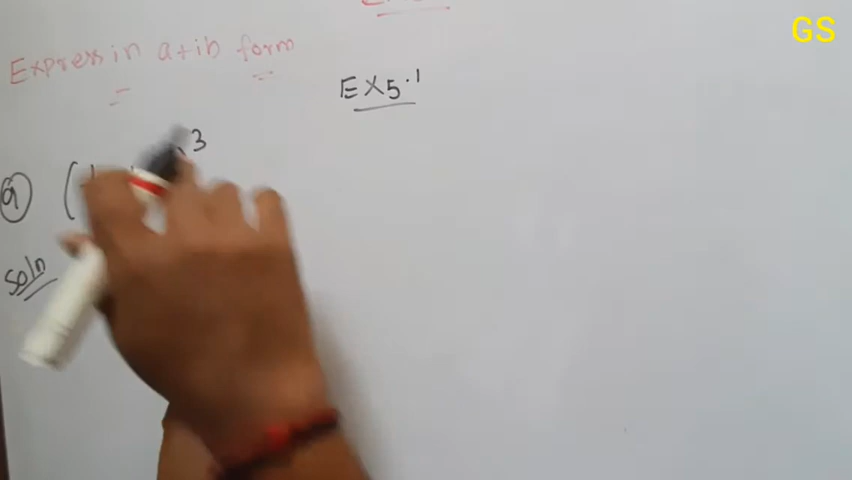 GS
Express in a+ib form
EX5.1
9 ( )³
Soln